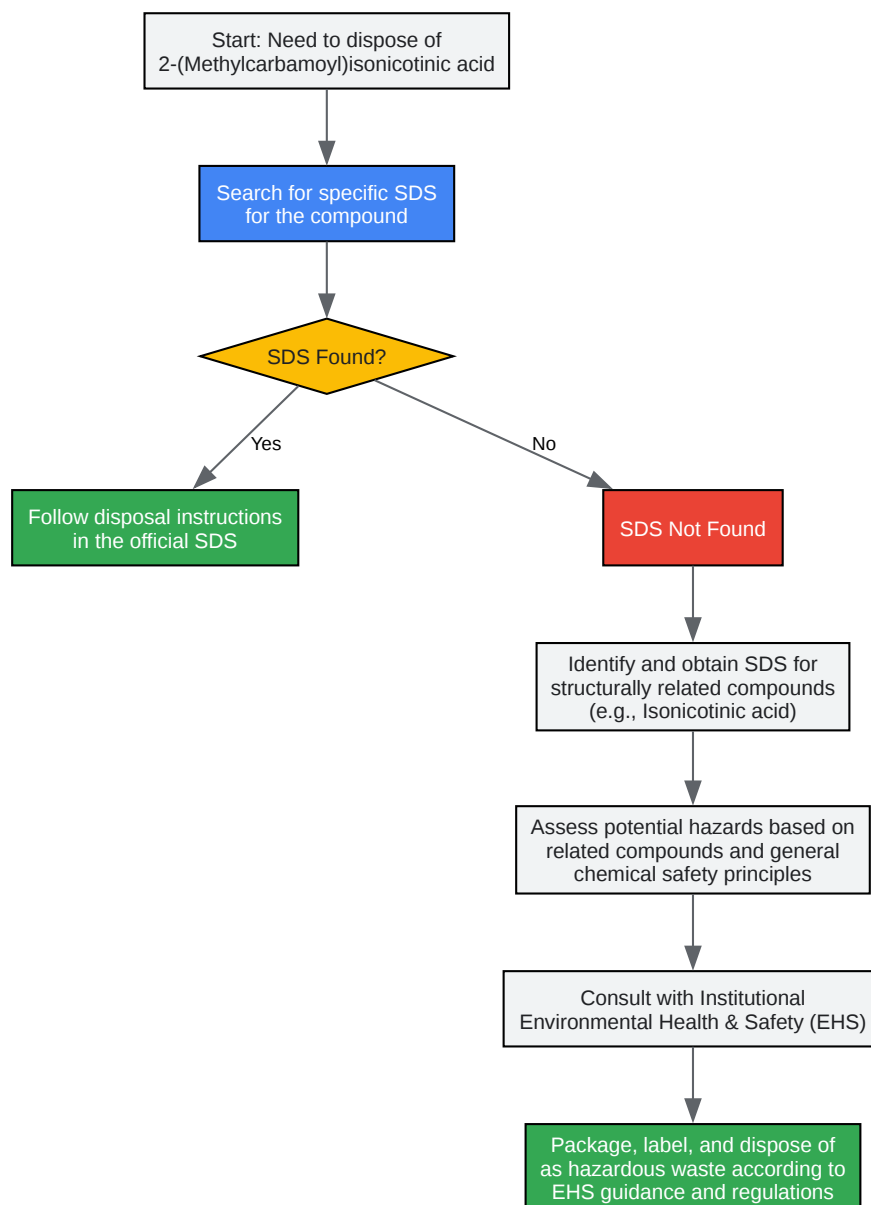 Start: Need to dispose of
2-(Methylcarbamoyl)isonicotinic acid
Search for specific SDS
for the compound
SDS Found?
Yes
No
Follow disposal instructions
in the official SDS
SDS Not Found
Identify and obtain SDS for
structurally related compounds
(e.g., Isonicotinic acid)
Assess potential hazards based on
related compounds and general
chemical safety principles
Consult with Institutional
Environmental Health & Safety (EHS)
Package, label, and dispose of
as hazardous waste according to
EHS guidance and regulations